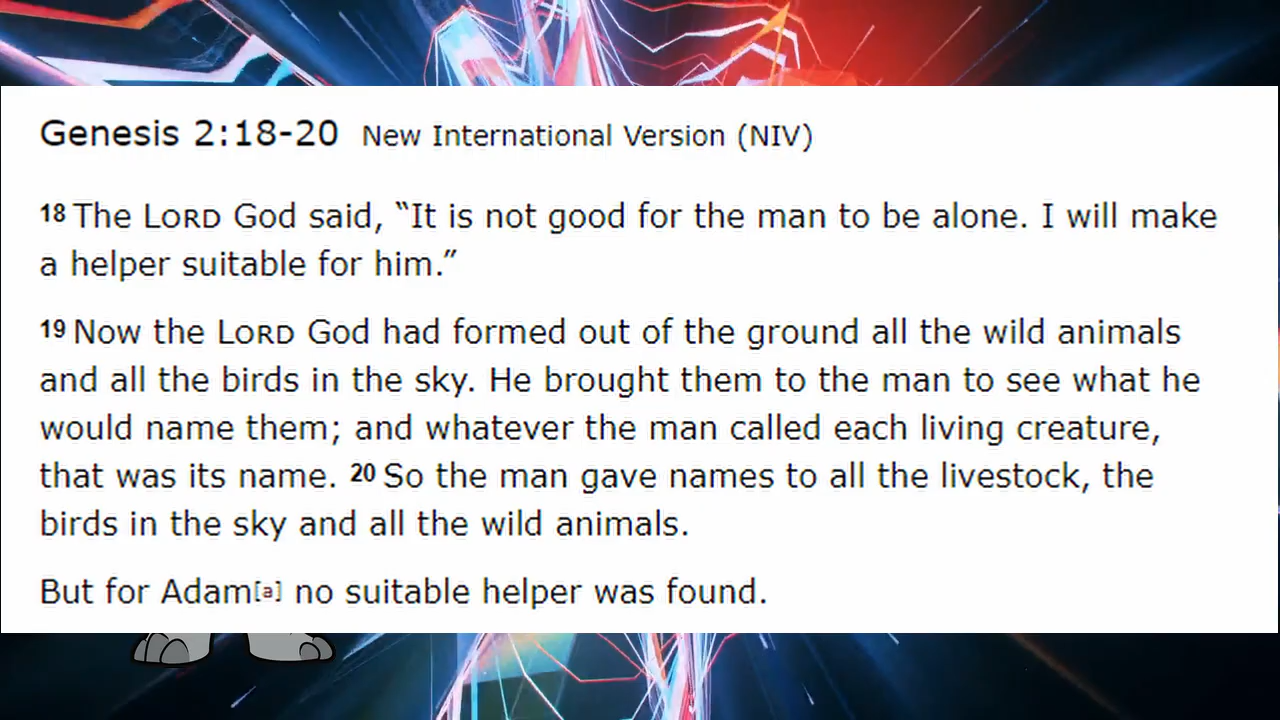 Genesis 2:18-20 New International Version (NIV)
18 The LORD God said, “It is not good for the man to be alone. I will make
a helper suitable for him.”
19 Now the LORD God had formed out of the ground all the wild animals
and all the birds in the sky. He brought them to the man to see what he
would name them; and whatever the man called each living creature,
that was its name. 20 So the man gave names to all the livestock, the
birds in the sky and all the wild animals.
But for Adam[a] no suitable helper was found.